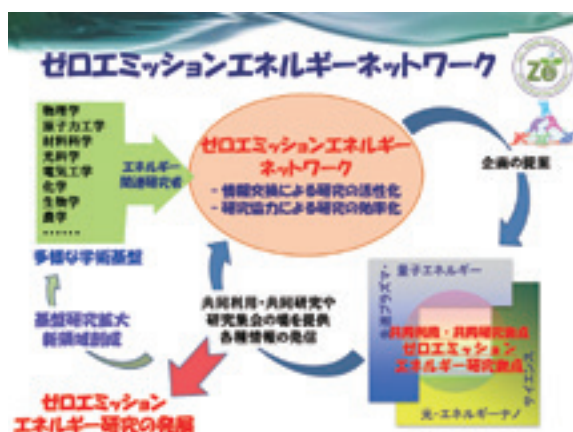 ゼロエミッションエネルギーネットワーク
物理学
原子力工学
材料科学
光科学
電気工学
化学
生物学
農学
……
エネルギー
関連研究者
多様な学術基盤
ゼロエミッションエネルギー
ネットワーク
- 情報交換による研究の活性化
- 研究協力による研究の効率化
企画の提案
基盤研究拡大
新領域創成
共同利用・共同研究や
研究集会の場を提供
各種情報の発信
量子エネルギー
共同利用・共同研究拠点
ゼロエミッション
エネルギー研究拠点
サイエンス
光・エネルギーナノ
ゼロエミッション
エネルギー研究の発展